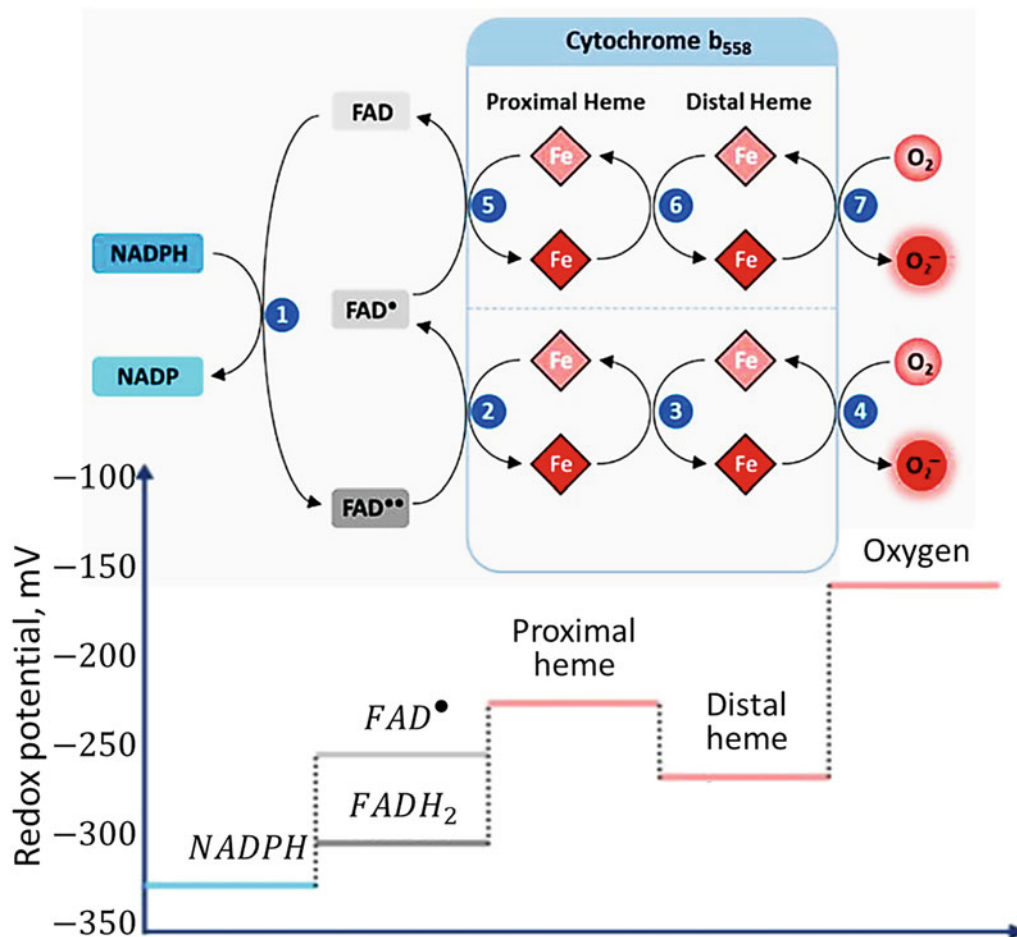 Cytochrome b₅₅₈
Proximal Heme Distal Heme
FAD Fe Fe O₂
5 6 7
NADPH Fe Fe O₂⁻
1 FAD•
NADP Fe Fe O₂
2 3 4
Fe Fe O₂⁻
FAD••
Redox potential, mV
−100
−150
−200
−250
−300
−350
Oxygen
Proximal
heme
Distal
heme
FAD•
FADH₂
NADPH